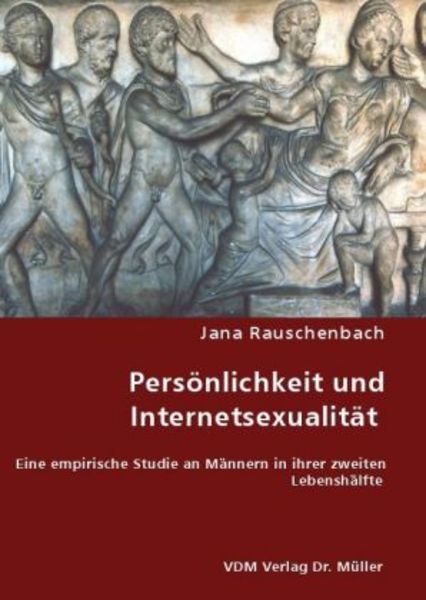 Jana Rauschenbach
Persönlichkeit und
Internetsexualität
Eine empirische Studie an Männern in ihrer zweiten
Lebenshälfte
VDM Verlag Dr. Müller